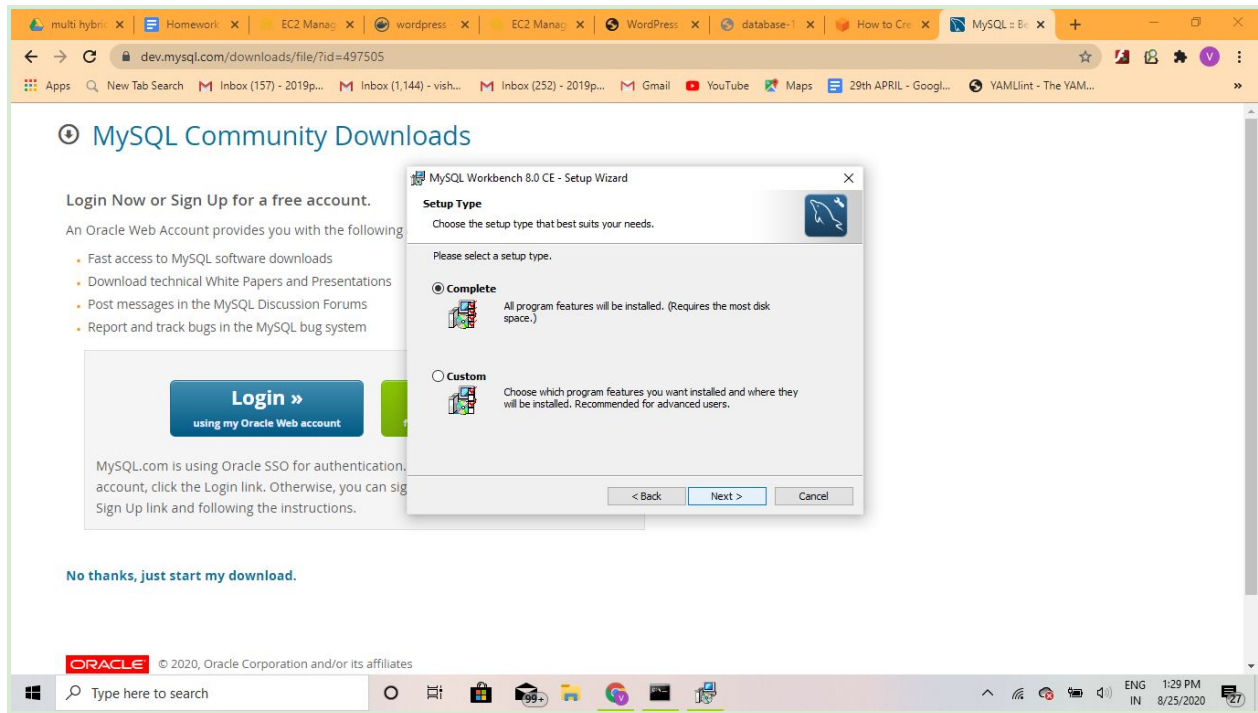 multi hybric
Homework
EC2 Manag
wordpress -
EC2 Manag
WordPress
database-1
How to Cre
MySQL :: Be
dev.mysql.com/downloads/file/?id=497505
Apps
New Tab Search
Inbox (157) - 2019p...
Inbox (1,144) - vish...
Inbox (252) - 2019p...
Gmail
YouTube
Maps
29th APRIL - Googl...
YAMLlint - The YAM...
»
V
MySQL Community Downloads
Login Now or Sign Up for a free account.
An Oracle Web Account provides you with the following
Fast access to MySQL software downloads
Download technical White Papers and Presentations
Post messages in the MySQL Discussion Forums
Report and track bugs in the MySQL bug system
Login »
using my Oracle Web account
MySQL.com is using Oracle SSO for authentication.
account, click the Login link. Otherwise, you can sig
Sign Up link and following the instructions.
No thanks, just start my download.
ORACLE © 2020, Oracle Corporation and/or its affiliates
MySQL Workbench 8.0 CE - Setup Wizard
Setup Type
Choose the setup type that best suits your needs.
Please select a setup type.
Complete
All program features will be installed. (Requires the most disk
space.)
Custom
Choose which program features you want installed and where they
will be installed. Recommended for advanced users.
< Back
Next >
Cancel
Type here to search
99+
V
ENG
IN
1:29 PM
8/25/2020
27